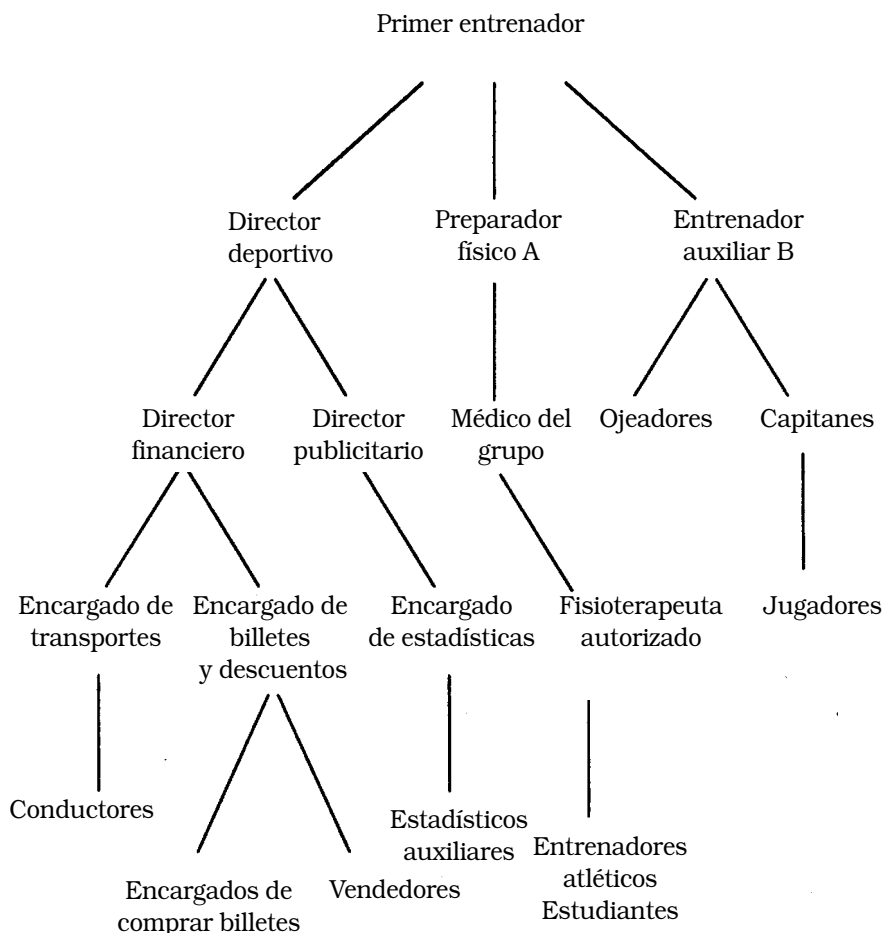 Primer entrenador
Director
deportivo
Preparador
físico A
Entrenador
auxiliar B
Director
financiero
Director
publicitario
Médico del
grupo
Ojeadores
Capitanes
Encargado de
transportes
Encargado de
billetes
y descuentos
Encargado
de estadísticas
Fisioterapeuta
autorizado
Jugadores
Conductores
Encargados de
comprar billetes
Vendedores
Estadísticos
auxiliares
Entrenadores
atléticos
Estudiantes